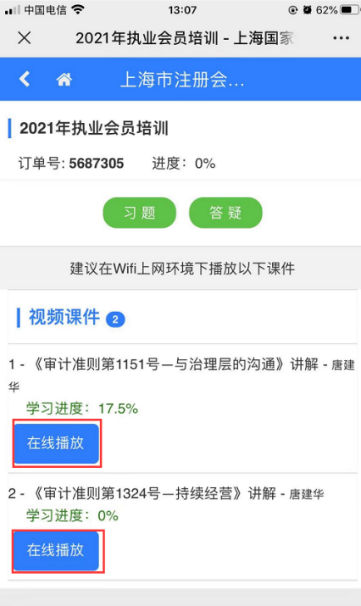 中国电信 13:07 62%
2021年执业会员培训 - 上海国家
上海市注册会...
2021年执业会员培训
订单号: 5687305 进度: 0%
习 题 答 疑
建议在Wifi上网环境下播放以下课件
视频课件 2
1 - 《审计准则第1151号—与治理层的沟通》讲解 - 唐建
华
学习进度: 17.5%
在线播放
2 - 《审计准则第1324号—持续经营》讲解 - 唐建华
学习进度: 0%
在线播放